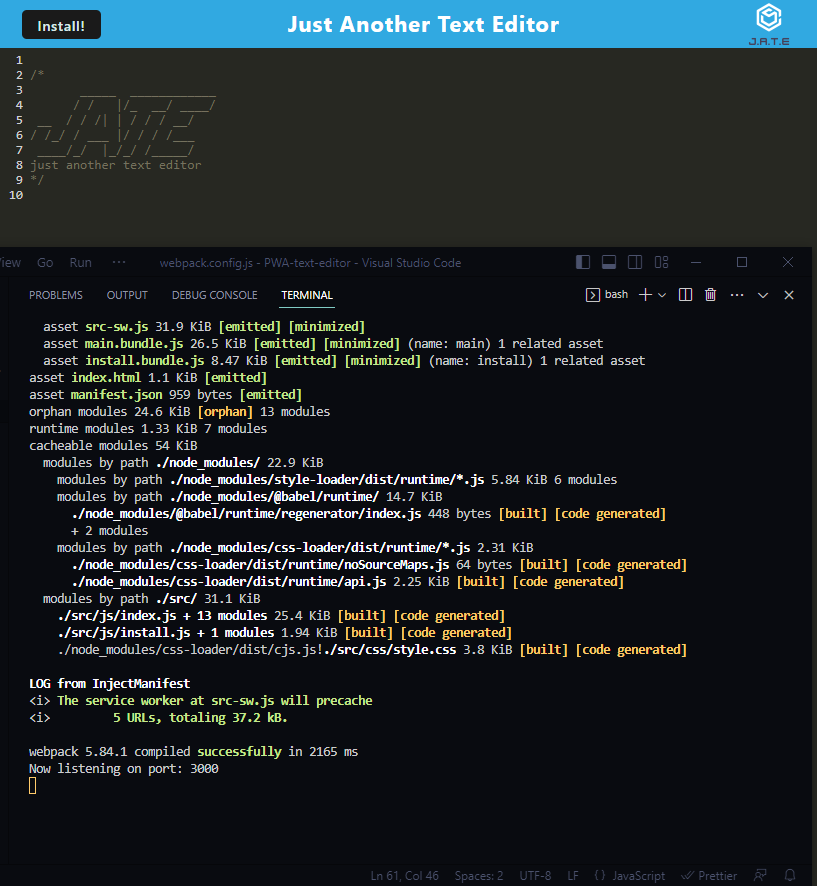 Install!
Just Another Text Editor
J.A.T.E
1
2 /*
3        _____  ____________
4       / /   |/_  __/ ____/
5  __  / / /| | / / / __/
6 / /_/ / ___ |/ / / /___
7  ____/_/  |_/_/ /_____/
8 just another text editor
9 */
10
View Go Run ··· webpack.config.js - PWA-text-editor - Visual Studio Code
PROBLEMS OUTPUT DEBUG CONSOLE TERMINAL bash
asset src-sw.js 31.9 KiB [emitted] [minimized]
asset main.bundle.js 26.5 KiB [emitted] [minimized] (name: main) 1 related asset
asset install.bundle.js 8.47 KiB [emitted] [minimized] (name: install) 1 related asset
asset index.html 1.1 KiB [emitted]
asset manifest.json 959 bytes [emitted]
orphan modules 24.6 KiB [orphan] 13 modules
runtime modules 1.33 KiB 7 modules
cacheable modules 54 KiB
modules by path ./node_modules/ 22.9 KiB
modules by path ./node_modules/style-loader/dist/runtime/*.js 5.84 KiB 6 modules
modules by path ./node_modules/@babel/runtime/ 14.7 KiB
./node_modules/@babel/runtime/regenerator/index.js 448 bytes [built] [code generated]
+ 2 modules
modules by path ./node_modules/css-loader/dist/runtime/*.js 2.31 KiB
./node_modules/css-loader/dist/runtime/noSourceMaps.js 64 bytes [built] [code generated]
./node_modules/css-loader/dist/runtime/api.js 2.25 KiB [built] [code generated]
modules by path ./src/ 31.1 KiB
./src/js/index.js + 13 modules 25.4 KiB [built] [code generated]
./src/js/install.js + 1 modules 1.94 KiB [built] [code generated]
./node_modules/css-loader/dist/cjs.js!./src/css/style.css 3.8 KiB [built] [code generated]
LOG from InjectManifest
<i> The service worker at src-sw.js will precache
<i>         5 URLs, totaling 37.2 kB.
webpack 5.84.1 compiled successfully in 2165 ms
Now listening on port: 3000
Ln 61, Col 46 Spaces: 2 UTF-8 LF {} JavaScript Prettier